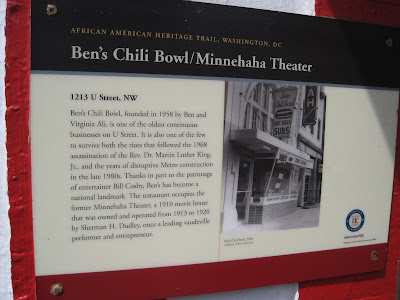 AFRICAN AMERICAN HERITAGE TRAIL, WASHINGTON, DC
Ben's Chili Bowl/Minnehaha Theater
1213 U Street, NW
Ben's Chili Bowl, founded in 1958 by Ben and
Virginia Ali, is one of the oldest continuous
businesses on U Street. It is also one of the few
to survive both the riots that followed the 1968
assassination of the Rev. Dr. Martin Luther King,
Jr., and the years of disruptive Metro construction
in the late 1980s. Thanks in part to the patronage
of entertainer Bill Cosby, Ben's has become a
national landmark. The restaurant occupies the
former Minnehaha Theater, a 1910 movie house
that was owned and operated from 1913 to 1920
by Sherman H. Dudley, once a leading vaudeville
performer and entrepreneur.
SUBS